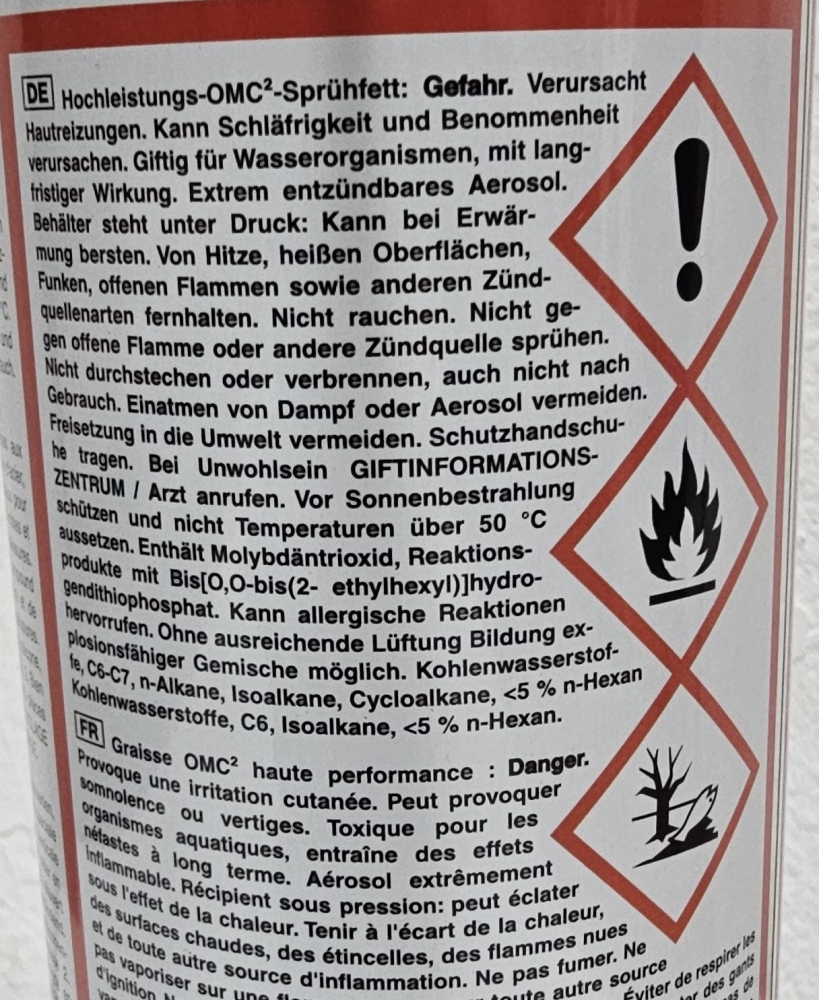 DE Hochleistungs-OMC²-Sprühfett: Gefahr. Verursacht
Hautreizungen. Kann Schläfrigkeit und Benommenheit
verursachen. Giftig für Wasserorganismen, mit lang-
fristiger Wirkung. Extrem entzündbares Aerosol.
Behälter steht unter Druck: Kann bei Erwär-
mung bersten. Von Hitze, heißen Oberflächen,
Funken, offenen Flammen sowie anderen Zünd-
quellenarten fernhalten. Nicht rauchen. Nicht ge-
gen offene Flamme oder andere Zündquelle sprühen.
Nicht durchstechen oder verbrennen, auch nicht nach
Gebrauch. Einatmen von Dampf oder Aerosol vermeiden.
Freisetzung in die Umwelt vermeiden. Schutzhandschu-
he tragen. Bei Unwohlsein GIFTINFORMATIONS-
ZENTRUM / Arzt anrufen. Vor Sonnenbestrahlung
schützen und nicht Temperaturen über 50 °C
aussetzen. Enthält Molybdäntrioxid, Reaktions-
produkte mit Bis[O,O-bis(2- ethylhexyl)]hydro-
gendithiophosphat. Kann allergische Reaktionen
hervorrufen. Ohne ausreichende Lüftung Bildung ex-
plosionsfähiger Gemische möglich. Kohlenwasserstof-
fe, C6-C7, n-Alkane, Isoalkane, Cycloalkane, <5 % n-Hexan
Kohlenwasserstoffe, C6, Isoalkane, <5 % n-Hexan.
FR Graisse OMC² haute performance : Danger.
Provoque une irritation cutanée. Peut provoquer
somnolence ou vertiges. Toxique pour les
organismes aquatiques, entraîne des effets
néfastes à long terme. Aérosol extrêmement
inflammable. Récipient sous pression: peut éclater
sous l'effet de la chaleur. Tenir à l'écart de la chaleur,
des surfaces chaudes, des étincelles, des flammes nues
et de toute autre source d'inflammation. Ne pas fumer. Ne
pas vaporiser sur une toute autre source
d'ignition Éviter de respirer les
des gants